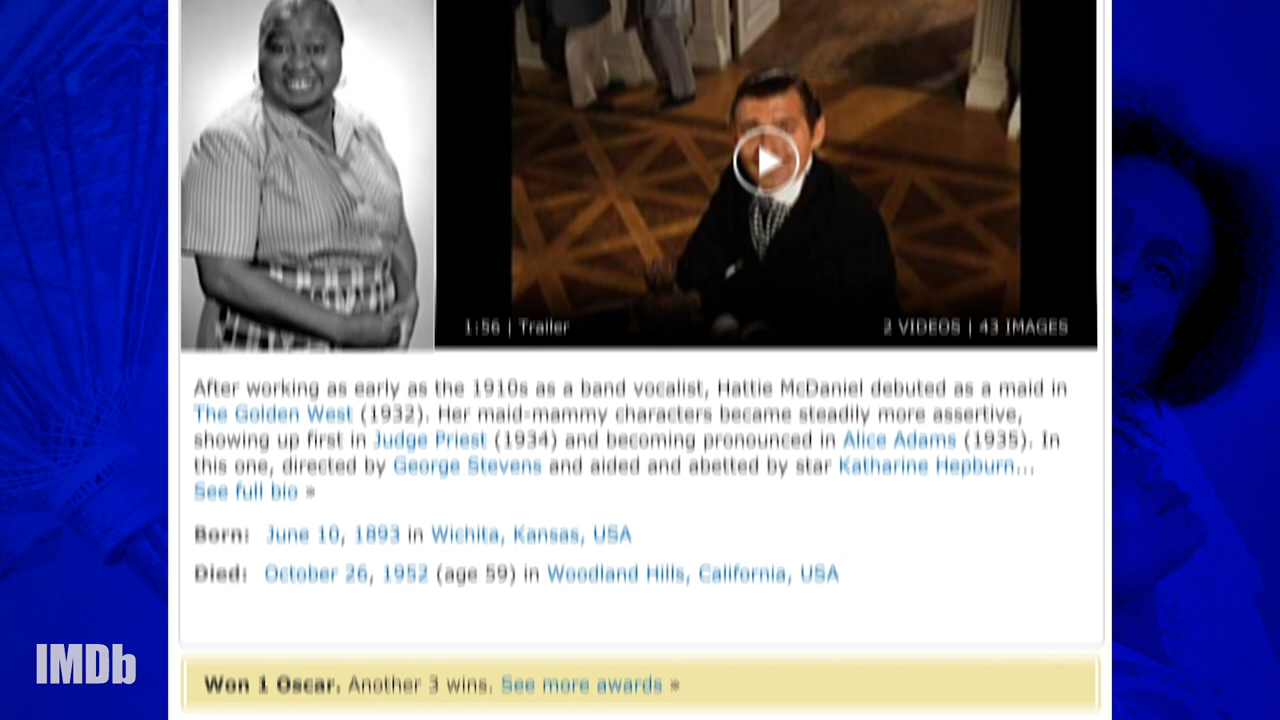 1:56 | Trailer
2 VIDEOS | 43 IMAGES
After working as early as the 1910s as a band vocalist, Hattie McDaniel debuted as a maid in
The Golden West (1932). Her maid-mammy characters became steadily more assertive,
showing up first in Judge Priest (1934) and becoming pronounced in Alice Adams (1935). In
this one, directed by George Stevens and aided and abetted by star Katharine Hepburn...
See full bio »
Born: June 10, 1893 in Wichita, Kansas, USA
Died: October 26, 1952 (age 59) in Woodland Hills, California, USA
IMDb
Won 1 Oscar. Another 3 wins. See more awards »